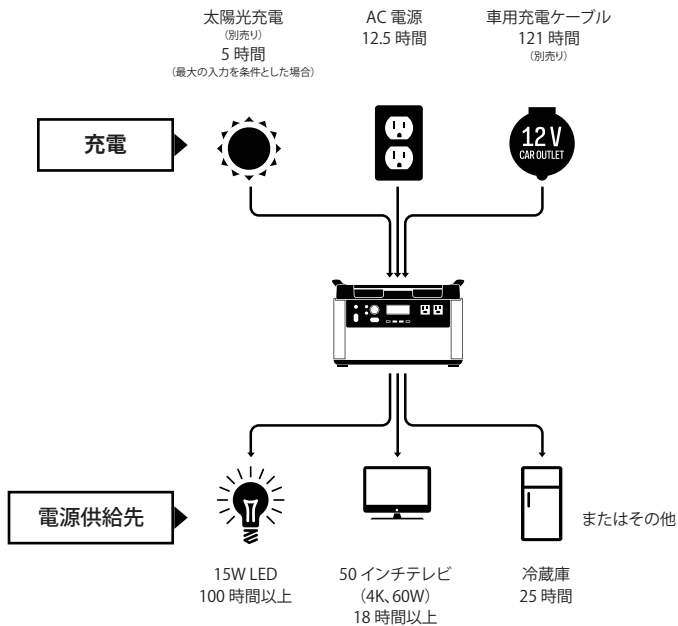 太陽光充電
(別売り)
5 時間
(最大の入力を条件とした場合)
AC 電源
12.5 時間
車用充電ケーブル
121 時間
(別売り)
充電
12 V
CAR OUTLET
電源供給先
またはその他
15W LED
100 時間以上
50 インチテレビ
(4K、60W)
18 時間以上
冷蔵庫
25 時間